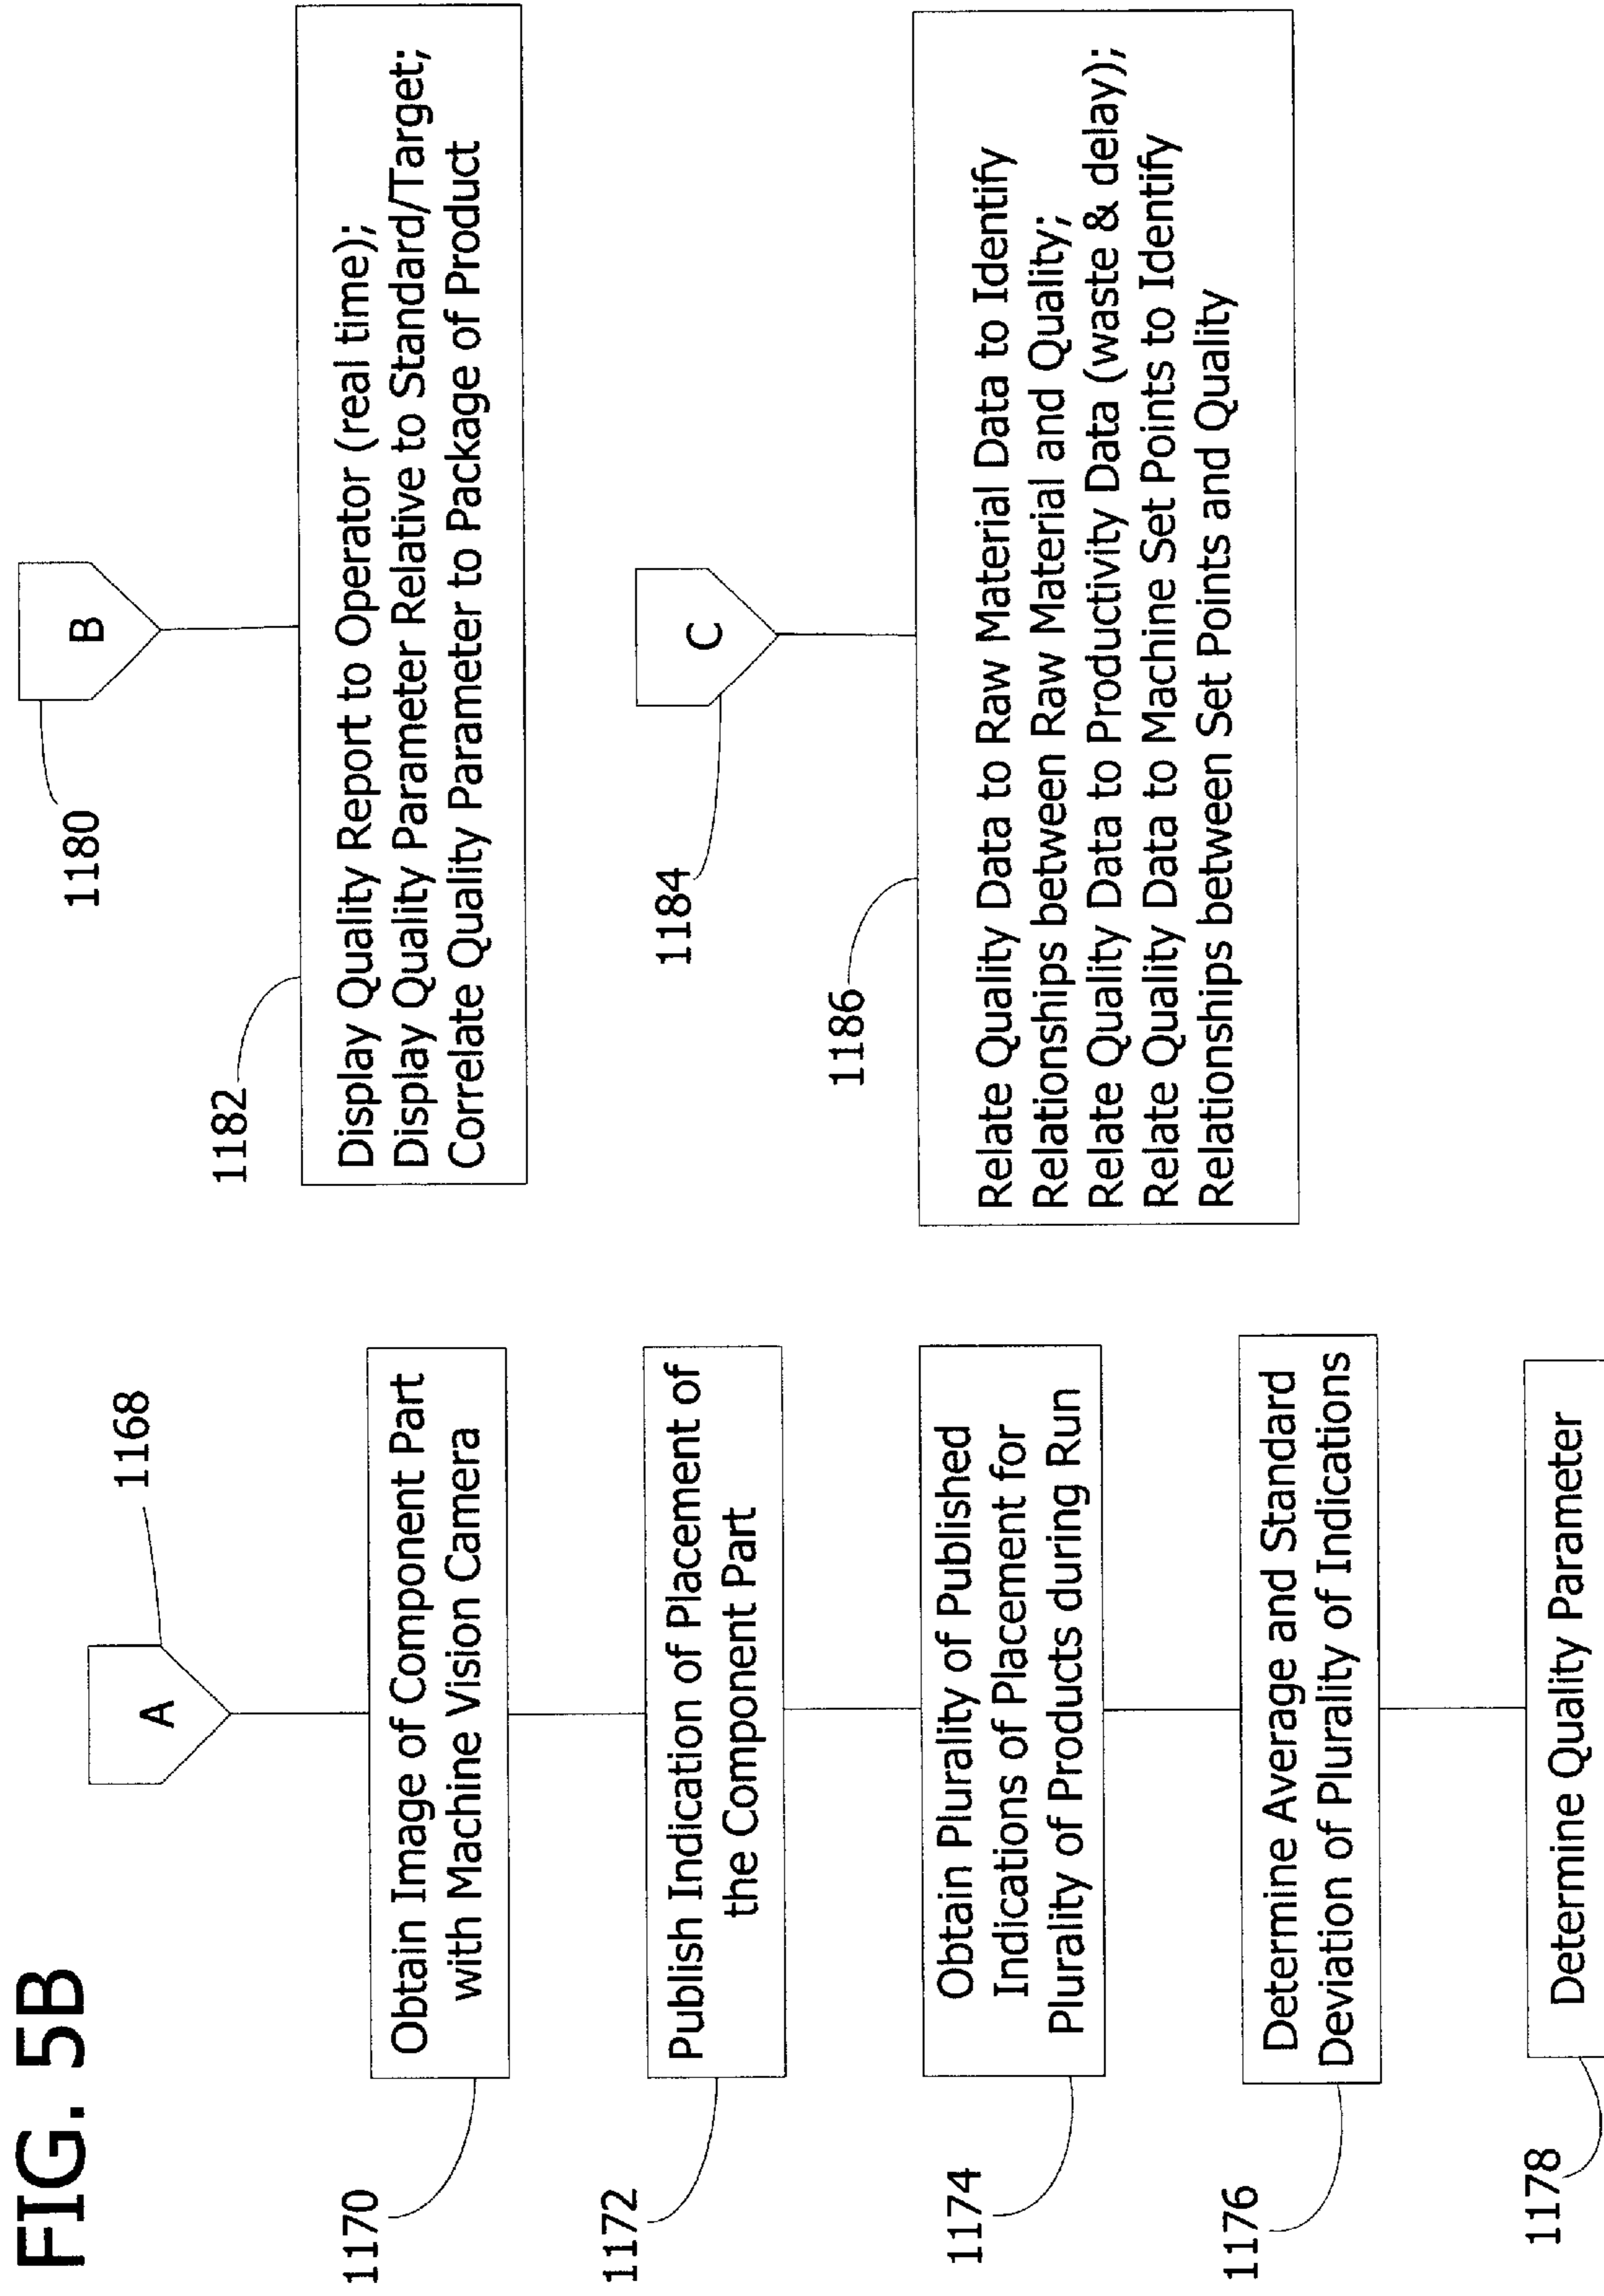 FIG. 5B
A
1168
1170
Obtain Image of Component Part
with Machine Vision Camera
1172
Publish Indication of Placement of
the Component Part
1174
Obtain Plurality of Published
Indications of Placement for
Plurality of Products during Run
1176
Determine Average and Standard
Deviation of Plurality of Indications
1178
Determine Quality Parameter
B
1180
1182
Display Quality Report to Operator (real time);
Display Quality Parameter Relative to Standard/Target;
Correlate Quality Parameter to Package of Product
C
1184
1186
Relate Quality Data to Raw Material Data to Identify
Relationships between Raw Material and Quality;
Relate Quality Data to Productivity Data (waste & delay);
Relate Quality Data to Machine Set Points to Identify
Relationships between Set Points and Quality